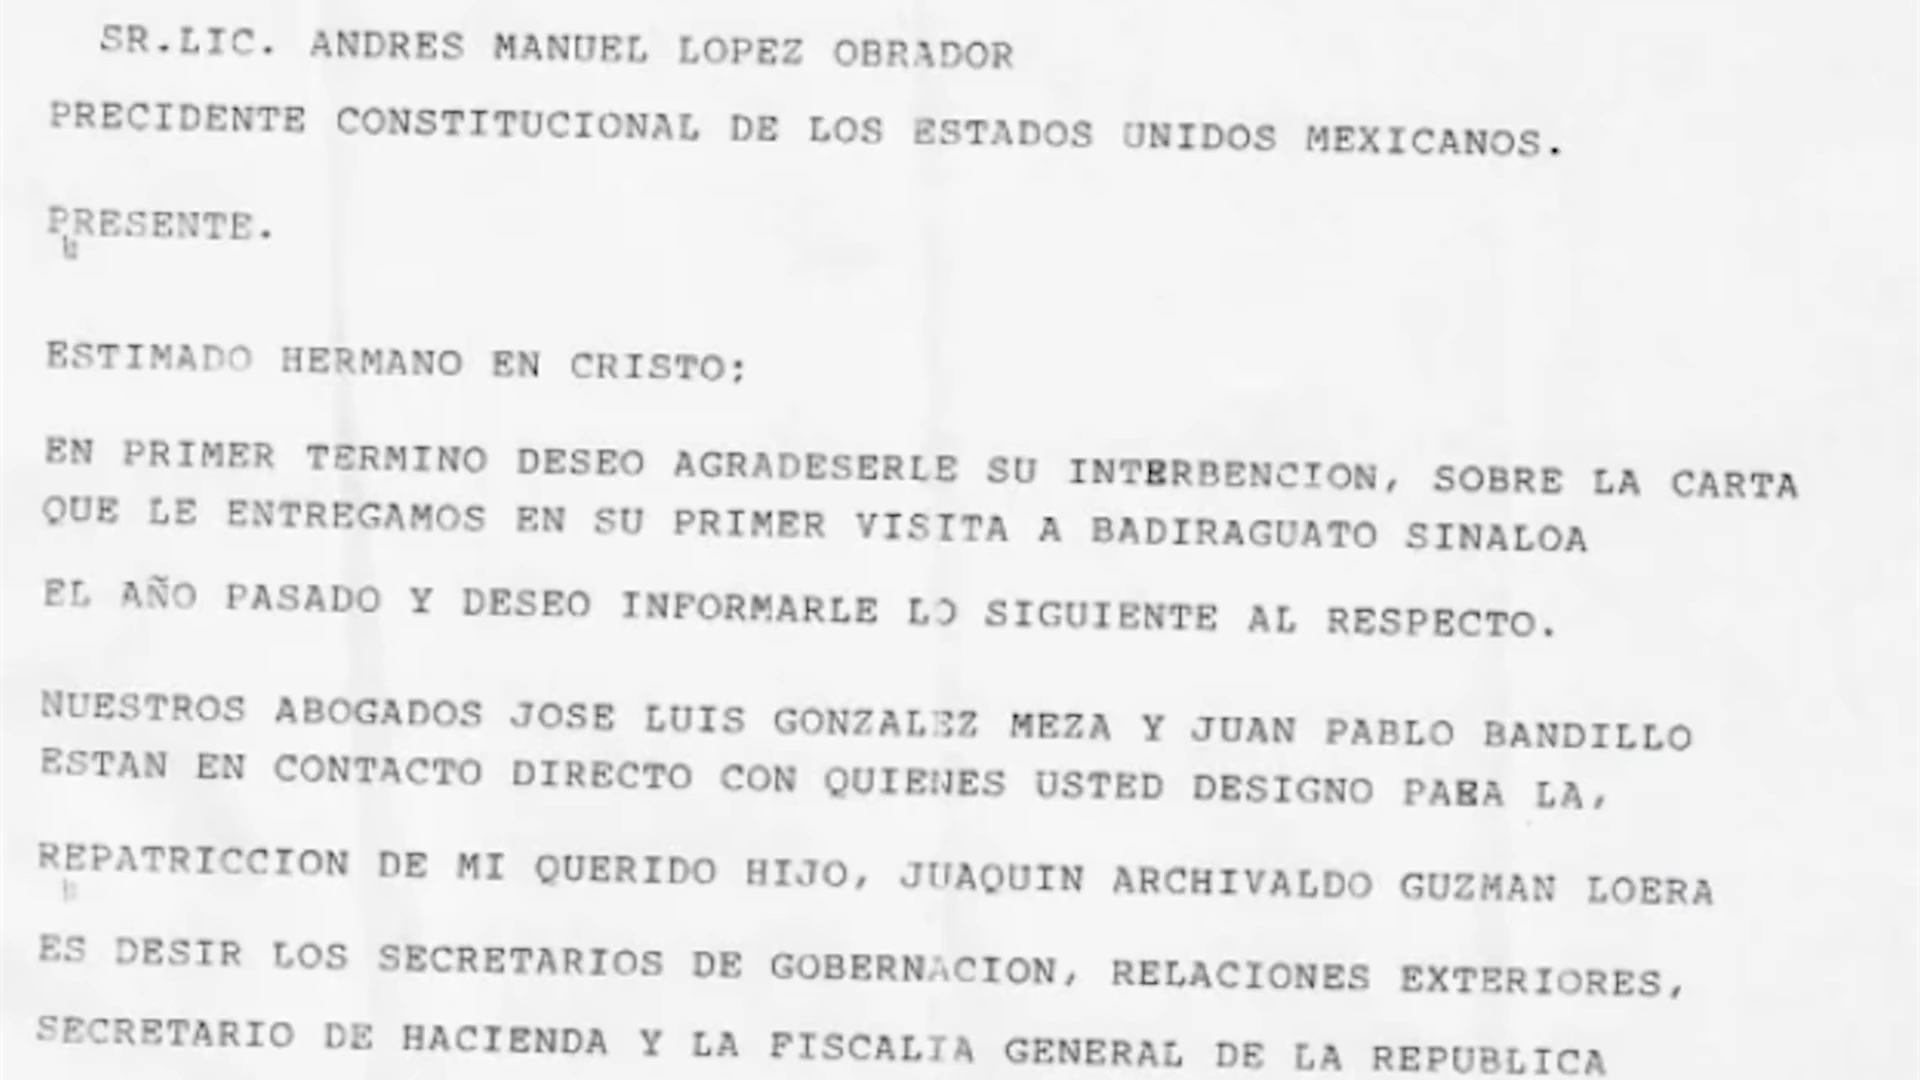 SR.LIC. ANDRES MANUEL LOPEZ OBRADOR
PRECIDENTE CONSTITUCIONAL DE LOS ESTADOS UNIDOS MEXICANOS.
PRESENTE.
ESTIMADO HERMANO EN CRISTO;
EN PRIMER TERMINO DESEO AGRADESERLE SU INTERBENCION, SOBRE LA CARTA
QUE LE ENTREGAMOS EN SU PRIMER VISITA A BADIRAGUATO SINALOA
EL AÑO PASADO Y DESEO INFORMARLE LO SIGUIENTE AL RESPECTO.
NUESTROS ABOGADOS JOSE LUIS GONZALEZ MEZA Y JUAN PABLO BANDILLO
ESTAN EN CONTACTO DIRECTO CON QUIENES USTED DESIGNO PARA LA,
REPATRICCION DE MI QUERIDO HIJO, JUAQUIN ARCHIVALDO GUZMAN LOERA
ES DESIR LOS SECRETARIOS DE GOBERNACION, RELACIONES EXTERIORES,
SECRETARIO DE HACIENDA Y LA FISCALIA GENERAL DE LA REPUBLICA